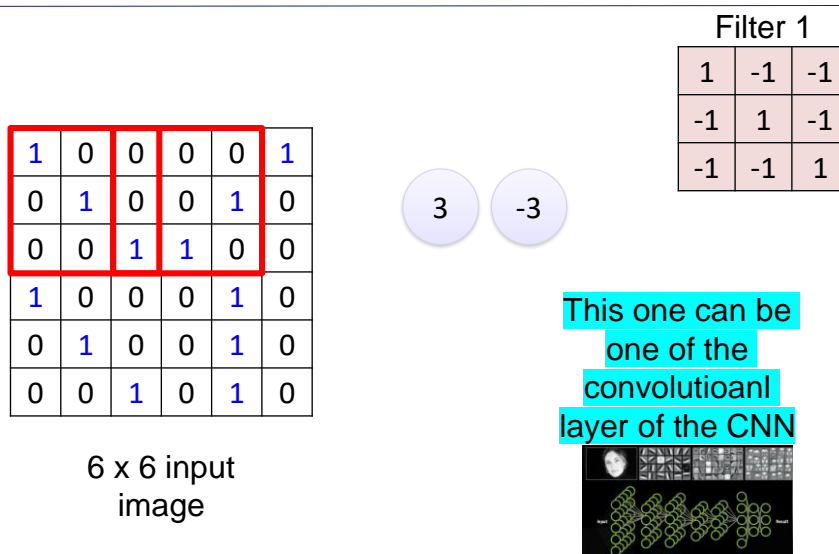 Filter 1
1 -1 -1
-1 1 -1
-1 -1 1
1 0 0 0 0 1
0 1 0 0 1 0
0 0 1 1 0 0
1 0 0 0 1 0
0 1 0 0 1 0
0 0 1 0 1 0
3 -3
6 x 6 input
image
This one can be
one of the
convolutioanl
layer of the CNN
Input
Result